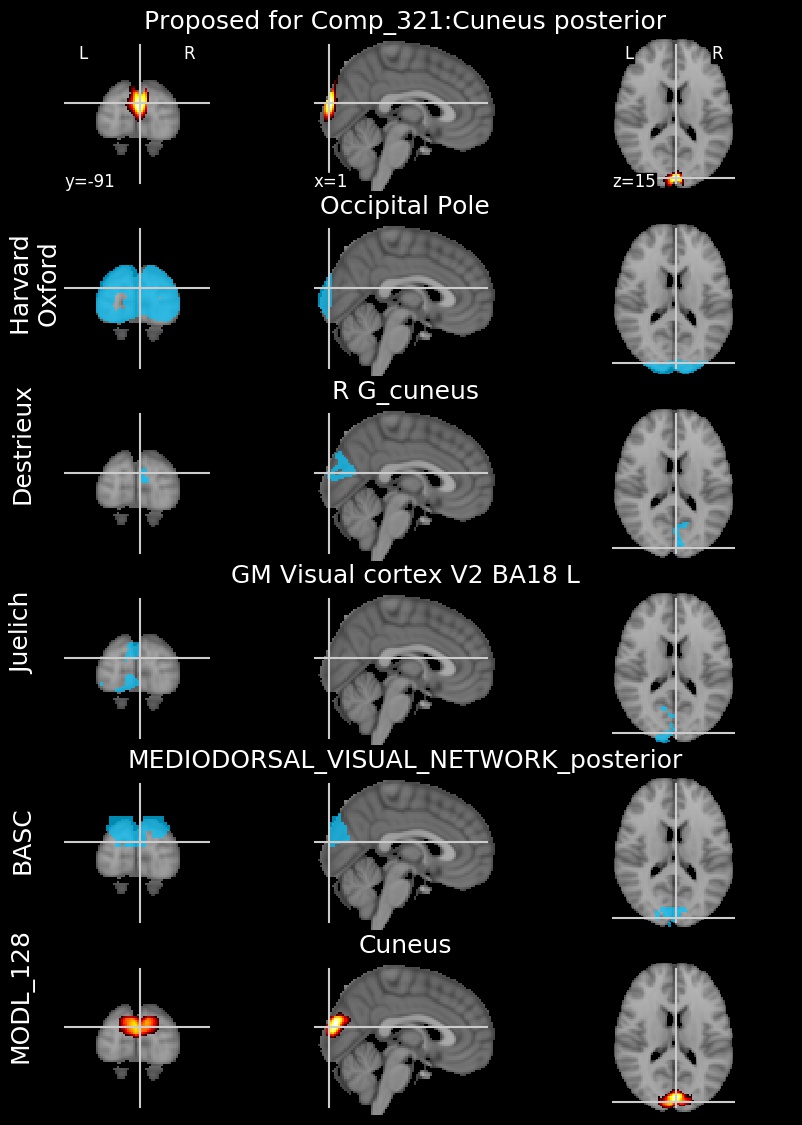 Proposed for Comp_321:Cuneus posterior
L R L R
y=-91 x=1 z=15
Occipital Pole
Harvard
Oxford
R G_cuneus
Destrieux
GM Visual cortex V2 BA18 L
Juelich
MEDIODORSAL_VISUAL_NETWORK_posterior
BASC
Cuneus
MODL_128